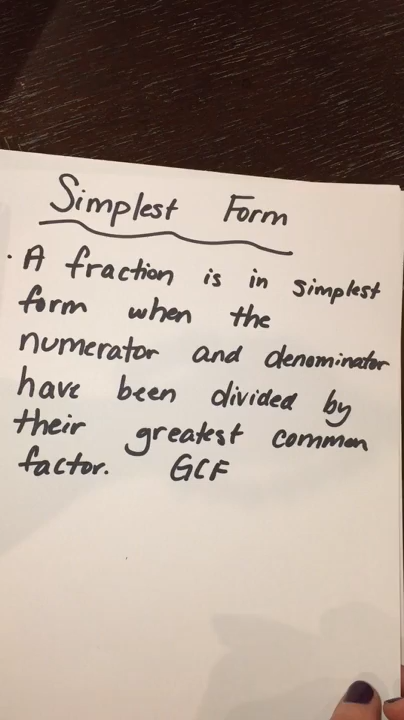 Simplest Form
· A fraction is in simplest
form when the
numerator and denominator
have been divided by
their greatest common
factor. GCF